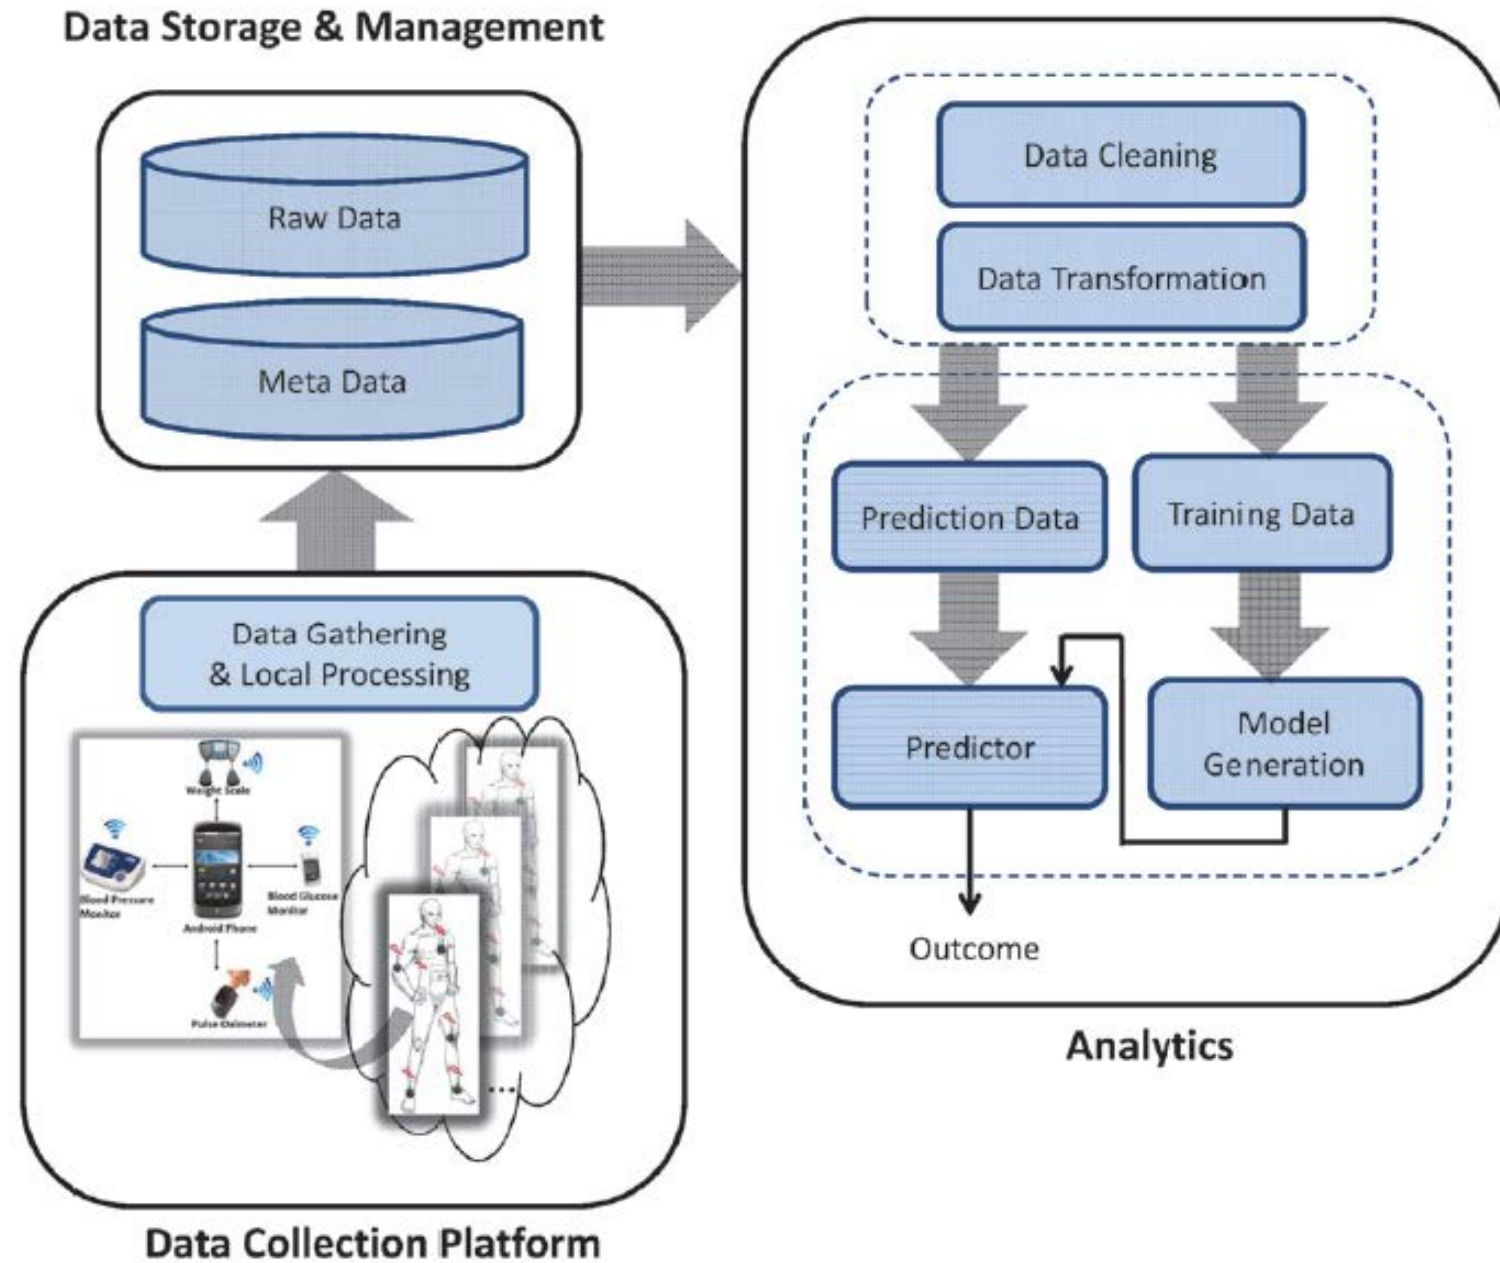 Data Storage & Management
Raw Data
Meta Data
Data Gathering
& Local Processing
Weight Scale
Blood Pressure
Monitor
Blood Glucose
Monitor
Android Phone
Pulse Oximeter
...
Data Collection Platform
Data Cleaning
Data Transformation
Prediction Data
Training Data
Predictor
Model
Generation
Outcome
Analytics